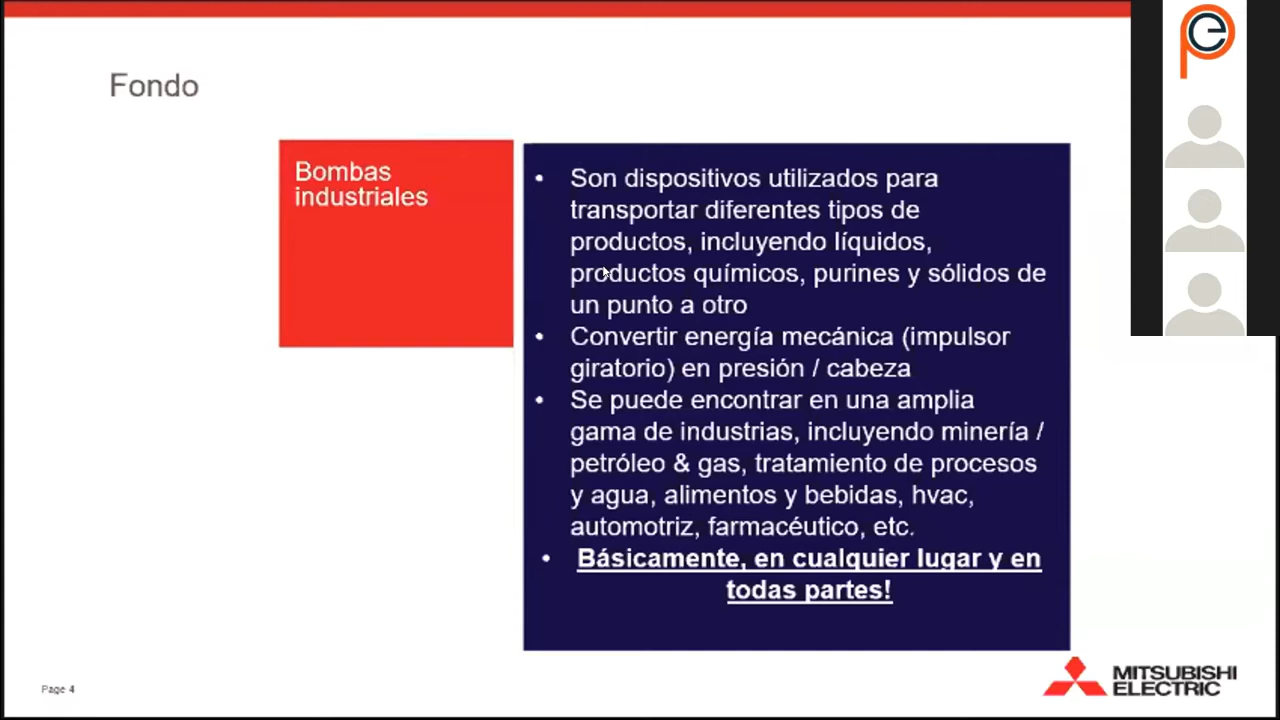 Fondo
Bombas
industriales
• Son dispositivos utilizados para
transportar diferentes tipos de
productos, incluyendo líquidos,
productos químicos, purines y sólidos de
un punto a otro
• Convertir energía mecánica (impulsor
giratorio) en presión / cabeza
• Se puede encontrar en una amplia
gama de industrias, incluyendo minería /
petróleo & gas, tratamiento de procesos
y agua, alimentos y bebidas, hvac,
automotriz, farmacéutico, etc.
• Básicamente, en cualquier lugar y en
todas partes!
Page 4
MITSUBISHI
ELECTRIC